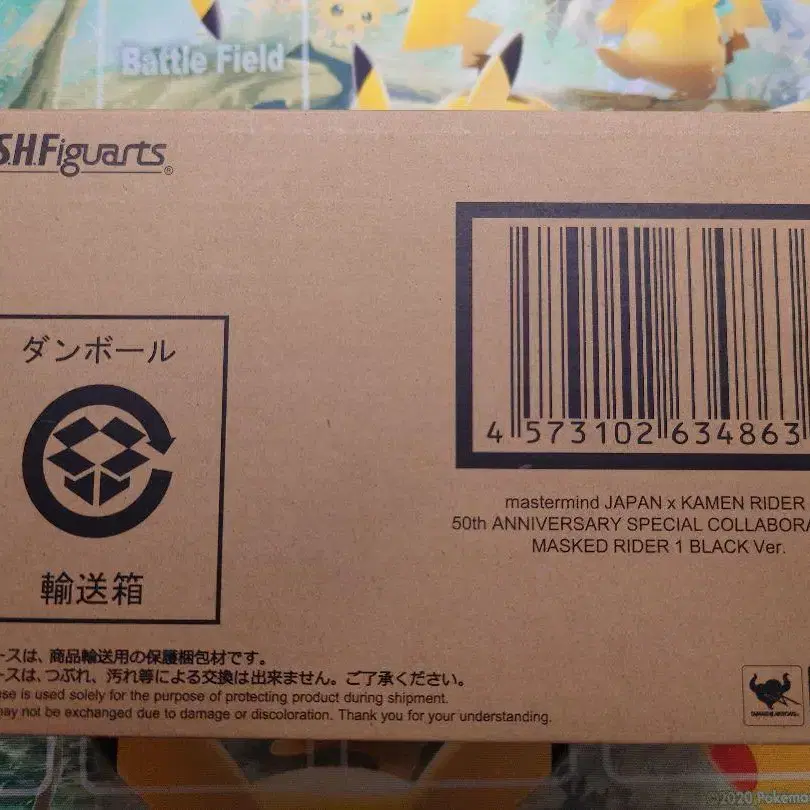 Battle Field
S.H.Figuarts®
ダンボール
輸送箱
4 573102 634863
mastermind JAPAN x KAMEN RIDER
50th ANNIVERSARY SPECIAL COLLABORA
MASKED RIDER 1 BLACK Ver.
ースは、商品輸送用の保護梱包材です。
ースは、つぶれ、汚れ等による交換は出来ません。ご了承ください。
se is used solely for the purpose of protecting product during shipment.
may not be exchanged due to damage or discoloration. Thank you for your understanding.
©2020 Pokémo